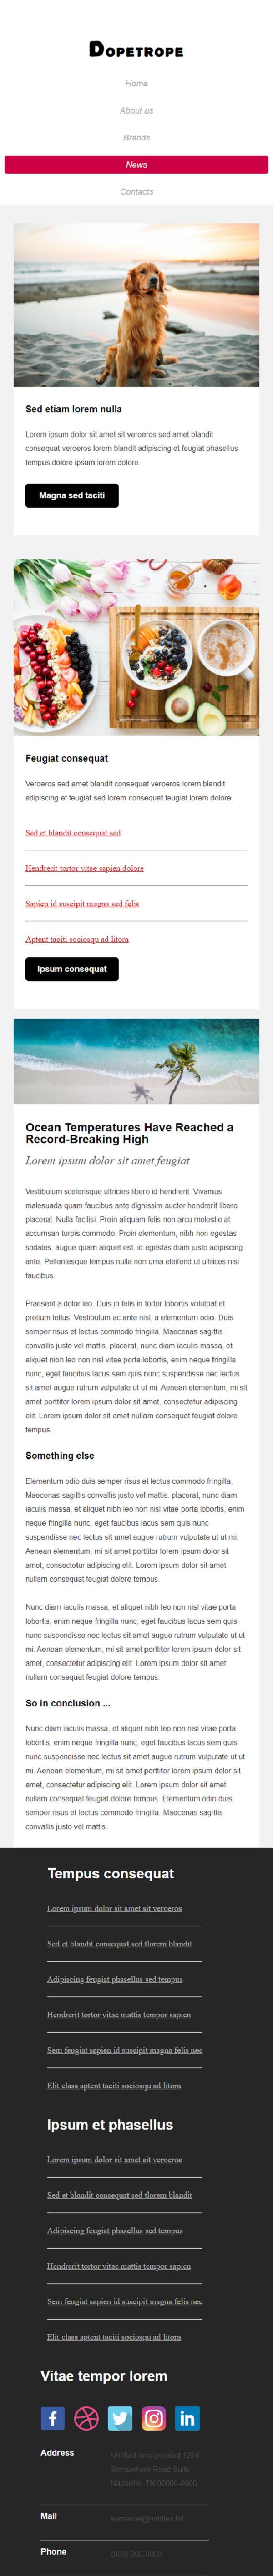 DOPETROPE
Home
About us
Brands
News
Contacts
Sed etiam lorem nulla
Lorem ipsum dolor sit amet sit veroeros sed amet blandit
consequat veroeros lorem blandit adipiscing et feugiat phasellus
tempus dolore ipsum lorem dolore.
Magna sed taciti
Feugiat consequat
Veroeros sed amet blandit consequat veroeros lorem blandit
adipiscing et feugiat sed lorem consequat feugiat lorem dolore.
Sed et blandit consequat sed
Hendrerit tortor vitae sapien dolore
Sapien id suscipit magna sed felis
Aptent taciti sociosqu ad litora
Ipsum consequat
Ocean Temperatures Have Reached a
Record-Breaking High
Lorem ipsum dolor sit amet feugiat
Vestibulum scelerisque ultricies libero id hendrerit. Vivamus
malesuada quam faucibus ante dignissim auctor hendrerit libero
placerat. Nulla facilisi. Proin aliquam felis non arcu molestie at
accumsan turpis commodo. Proin elementum, nibh non egestas
sodales, augue quam aliquet est, id egestas diam justo adipiscing
ante. Pellentesque tempus nulla non urna eleifend ut ultrices nisi
faucibus.
Praesent a dolor leo. Duis in felis in tortor lobortis volutpat et
pretium tellus. Vestibulum ac ante nisl, a elementum odio. Duis
semper risus et lectus commodo fringilla. Maecenas sagittis
convallis justo vel mattis. placerat, nunc diam iaculis massa, et
aliquet nibh leo non nisl vitae porta lobortis, enim neque fringilla
nunc, eget faucibus lacus sem quis nunc suspendisse nec lectus
sit amet augue rutrum vulputate ut ut mi. Aenean elementum, mi sit
amet porttitor lorem ipsum dolor sit amet, consectetur adipiscing
elit. Lorem ipsum dolor sit amet nullam consequat feugiat dolore
tempus.
Something else
Elementum odio duis semper risus et lectus commodo fringilla.
Maecenas sagittis convallis justo vel mattis. placerat, nunc diam
iaculis massa, et aliquet nibh leo non nisl vitae porta lobortis, enim
neque fringilla nunc, eget faucibus lacus sem quis nunc
suspendisse nec lectus sit amet augue rutrum vulputate ut ut mi.
Aenean elementum, mi sit amet porttitor lorem ipsum dolor sit
amet, consectetur adipiscing elit. Lorem ipsum dolor sit amet
nullam consequat feugiat dolore tempus.
Nunc diam iaculis massa, et aliquet nibh leo non nisl vitae porta
lobortis, enim neque fringilla nunc, eget faucibus lacus sem quis
nunc suspendisse nec lectus sit amet augue rutrum vulputate ut ut
mi. Aenean elementum, mi sit amet porttitor lorem ipsum dolor sit
amet, consectetur adipiscing elit. Lorem ipsum dolor sit amet
nullam consequat feugiat dolore tempus.
So in conclusion ...
Nunc diam iaculis massa, et aliquet nibh leo non nisl vitae porta
lobortis, enim neque fringilla nunc, eget faucibus lacus sem quis
nunc suspendisse nec lectus sit amet augue rutrum vulputate ut ut
mi. Aenean elementum, mi sit amet porttitor lorem ipsum dolor sit
amet, consectetur adipiscing elit. Lorem ipsum dolor sit amet
nullam consequat feugiat dolore tempus. Elementum odio duis
semper risus et lectus commodo fringilla. Maecenas sagittis
convallis justo vel mattis.
Tempus consequat
Lorem ipsum dolor sit amet sit veroeros
Sed et blandit consequat sed tlorem blandit
Adipiscing feugiat phasellus sed tempus
Hendrerit tortor vitae mattis tempor sapien
Sem feugiat sapien id suscipit magna felis nec
Elit class aptent taciti sociosqu ad litora
Ipsum et phasellus
Lorem ipsum dolor sit amet sit veroeros
Sed et blandit consequat sed tlorem blandit
Adipiscing feugiat phasellus sed tempus
Hendrerit tortor vitae mattis tempor sapien
Sem feugiat sapien id suscipit magna felis nec
Elit class aptent taciti sociosqu ad litora
Vitae tempor lorem
Address
Untitled Incorporated 1234
Somewhere Road Suite
Nashville, TN 00000-0000
Mail
someone@untitled.tld
Phone
(800)-000-0000